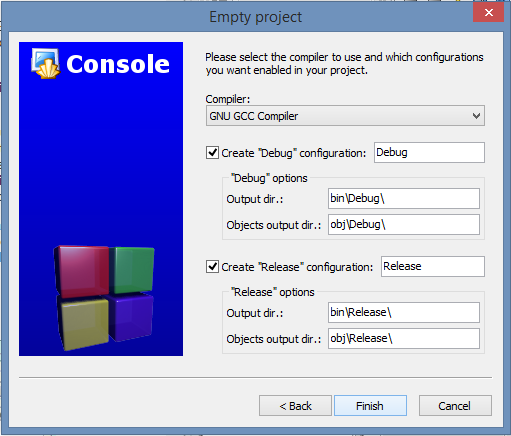 Empty project
Console
Please select the compiler to use and which configurations
you want enabled in your project.
Compiler:
GNU GCC Compiler
Create "Debug" configuration: Debug
"Debug" options
Output dir.: bin\Debug\
Objects output dir.: obj\Debug\
Create "Release" configuration: Release
"Release" options
Output dir.: bin\Release\
Objects output dir.: obj\Release\
< Back Finish Cancel